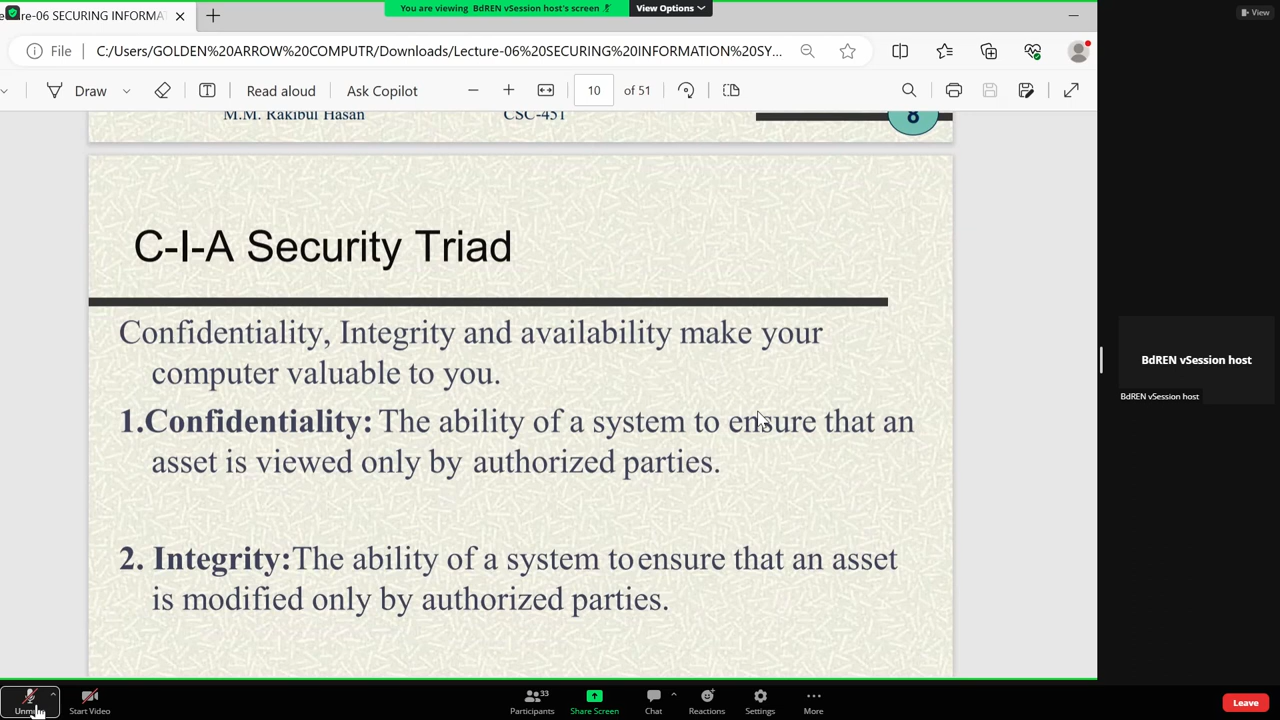 You are viewing BdREN vSession host's screen
View Options
View
re-06 SECURING INFORMA
File
C:/Users/GOLDEN%20ARROW%20COMPUTR/Downloads/Lecture-06%20SECURING%20INFORMATION%20SY...
Draw
Read aloud
Ask Copilot
10
of 51
M.M. Rakibul Hasan
CSC-451
8
C-I-A Security Triad
Confidentiality, Integrity and availability make your
computer valuable to you.
1.Confidentiality: The ability of a system to ensure that an
asset is viewed only by authorized parties.
2. Integrity:The ability of a system to ensure that an asset
is modified only by authorized parties.
BdREN vSession host
BdREN vSession host
Start Video
Participants
33
Share Screen
Chat
Reactions
Settings
More
Leave